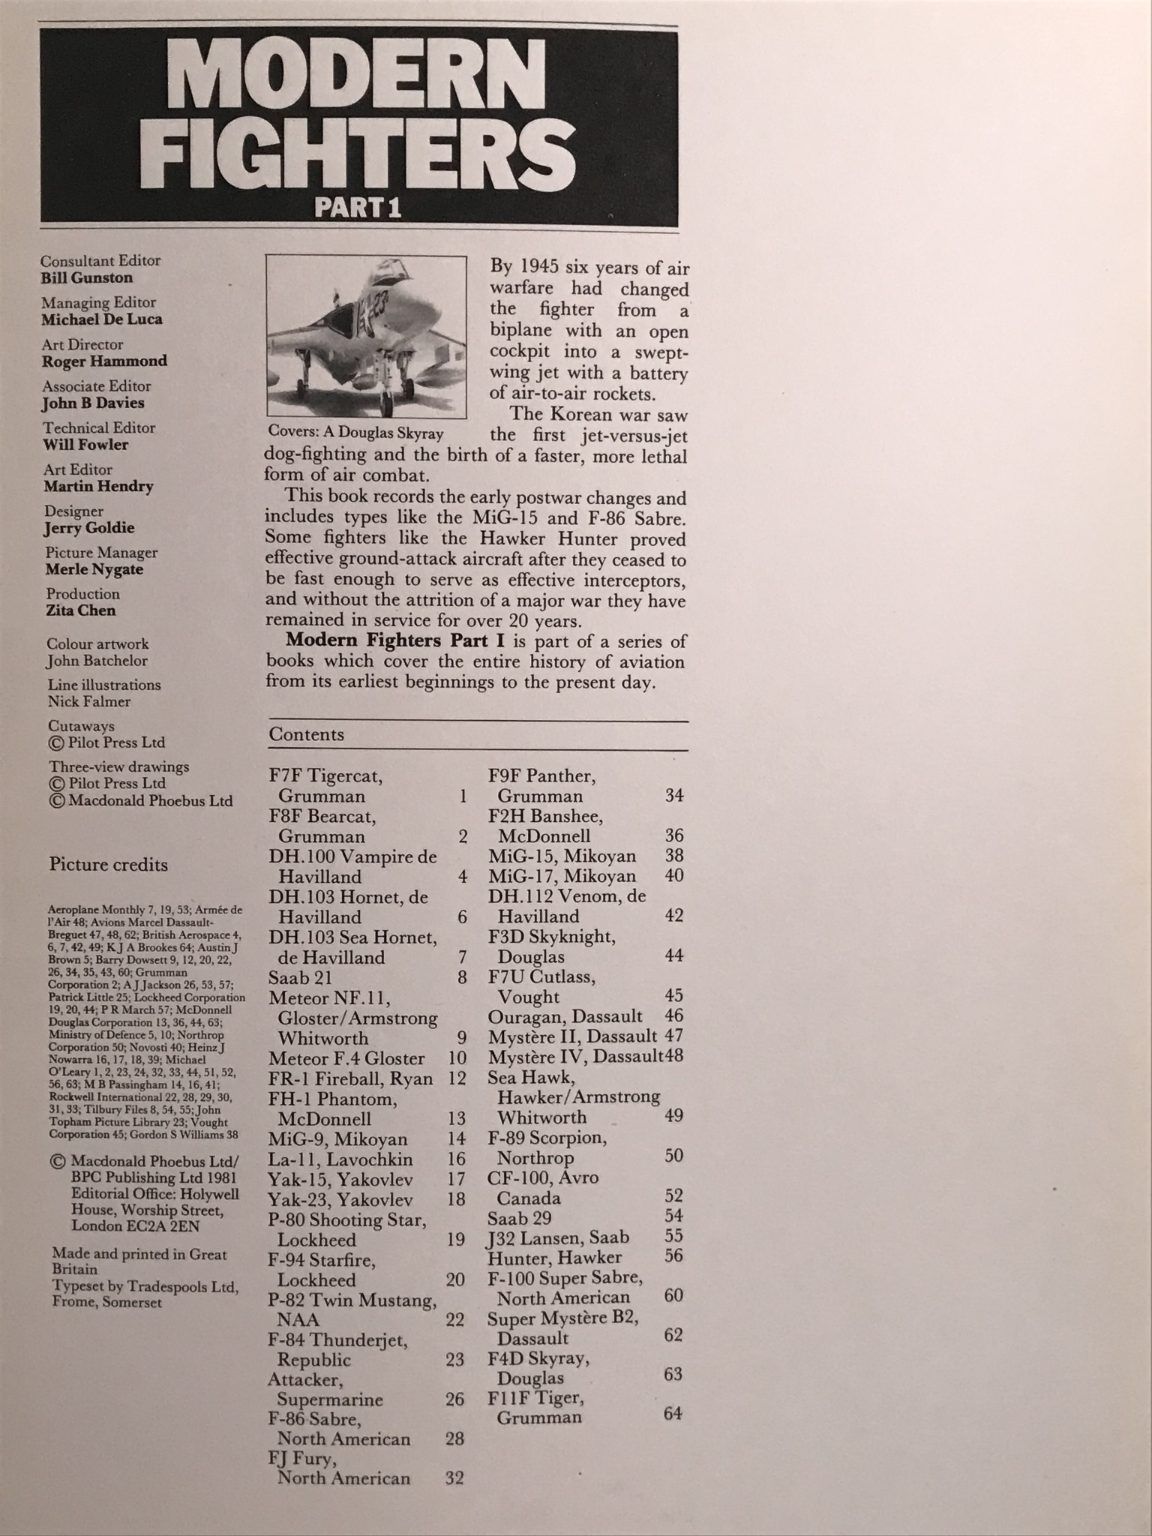 MODERN
FIGHTERS
PART 1
Consultant Editor
Bill Gunston
Managing Editor
Michael De Luca
Art Director
Roger Hammond
Associate Editor
John B Davies
Technical Editor
Will Fowler
Art Editor
Martin Hendry
Designer
Jerry Goldie
Picture Manager
Merle Nygate
Production
Zita Chen
Colour artwork
John Batchelor
Line illustrations
Nick Falmer
Cutaways
© Pilot Press Ltd
Three-view drawings
© Pilot Press Ltd
© Macdonald Phoebus Ltd
Picture credits
Aeroplane Monthly 7, 19, 53; Armée de
l'Air 48; Avions Marcel Dassault-
Breguet 47, 48, 62; British Aerospace 4,
6, 7, 42, 49; K J A Brookes 64; Austin J
Brown 5; Barry Dowsett 9, 12, 20, 22,
26, 34, 35, 43, 60; Grumman
Corporation 2; A J Jackson 26, 53, 57;
Patrick Little 25; Lockheed Corporation
19, 20, 44; P R March 57; McDonnell
Douglas Corporation 13, 36, 44, 63;
Ministry of Defence 5, 10; Northrop
Corporation 50; Novosti 40; Heinz J
Nowarra 16, 17, 18, 39; Michael
O'Leary 1, 2, 23, 24, 32, 33, 44, 51, 52,
56, 63; M B Passingham 14, 16, 41;
Rockwell International 22, 28, 29, 30,
31, 33; Tilbury Files 8, 54, 55; John
Topham Picture Library 23; Vought
Corporation 45; Gordon S Williams 38
© Macdonald Phoebus Ltd/
BPC Publishing Ltd 1981
Editorial Office: Holywell
House, Worship Street,
London EC2A 2EN
Made and printed in Great
Britain
Typeset by Tradespools Ltd,
Frome, Somerset
23
Covers: A Douglas Skyray
By 1945 six years of air
warfare had changed
the fighter from a
biplane with an open
cockpit into a swept-
wing jet with a battery
of air-to-air rockets.
The Korean war saw
the first jet-versus-jet
dog-fighting and the birth of a faster, more lethal
form of air combat.
This book records the early postwar changes and
includes types like the MiG-15 and F-86 Sabre.
Some fighters like the Hawker Hunter proved
effective ground-attack aircraft after they ceased to
be fast enough to serve as effective interceptors,
and without the attrition of a major war they have
remained in service for over 20 years.
Modern Fighters Part I is part of a series of
books which cover the entire history of aviation
from its earliest beginnings to the present day.
Contents
F7F Tigercat,
Grumman 1
F8F Bearcat,
Grumman 2
DH.100 Vampire de
Havilland 4
DH.103 Hornet, de
Havilland 6
DH.103 Sea Hornet,
de Havilland 7
Saab 21 8
Meteor NF.11,
Gloster/Armstrong
Whitworth 9
Meteor F.4 Gloster 10
FR-1 Fireball, Ryan 12
FH-1 Phantom,
McDonnell 13
MiG-9, Mikoyan 14
La-11, Lavochkin 16
Yak-15, Yakovlev 17
Yak-23, Yakovlev 18
P-80 Shooting Star,
Lockheed 19
F-94 Starfire,
Lockheed 20
P-82 Twin Mustang,
NAA 22
F-84 Thunderjet,
Republic 23
Attacker,
Supermarine 26
F-86 Sabre,
North American 28
FJ Fury,
North American 32
F9F Panther,
Grumman 34
F2H Banshee,
McDonnell 36
MiG-15, Mikoyan 38
MiG-17, Mikoyan 40
DH.112 Venom, de
Havilland 42
F3D Skyknight,
Douglas 44
F7U Cutlass,
Vought 45
Ouragan, Dassault 46
Mystère II, Dassault 47
Mystère IV, Dassault48
Sea Hawk,
Hawker/Armstrong
Whitworth 49
F-89 Scorpion,
Northrop 50
CF-100, Avro
Canada 52
Saab 29 54
J32 Lansen, Saab 55
Hunter, Hawker 56
F-100 Super Sabre,
North American 60
Super Mystère B2,
Dassault 62
F4D Skyray,
Douglas 63
F11F Tiger,
Grumman 64